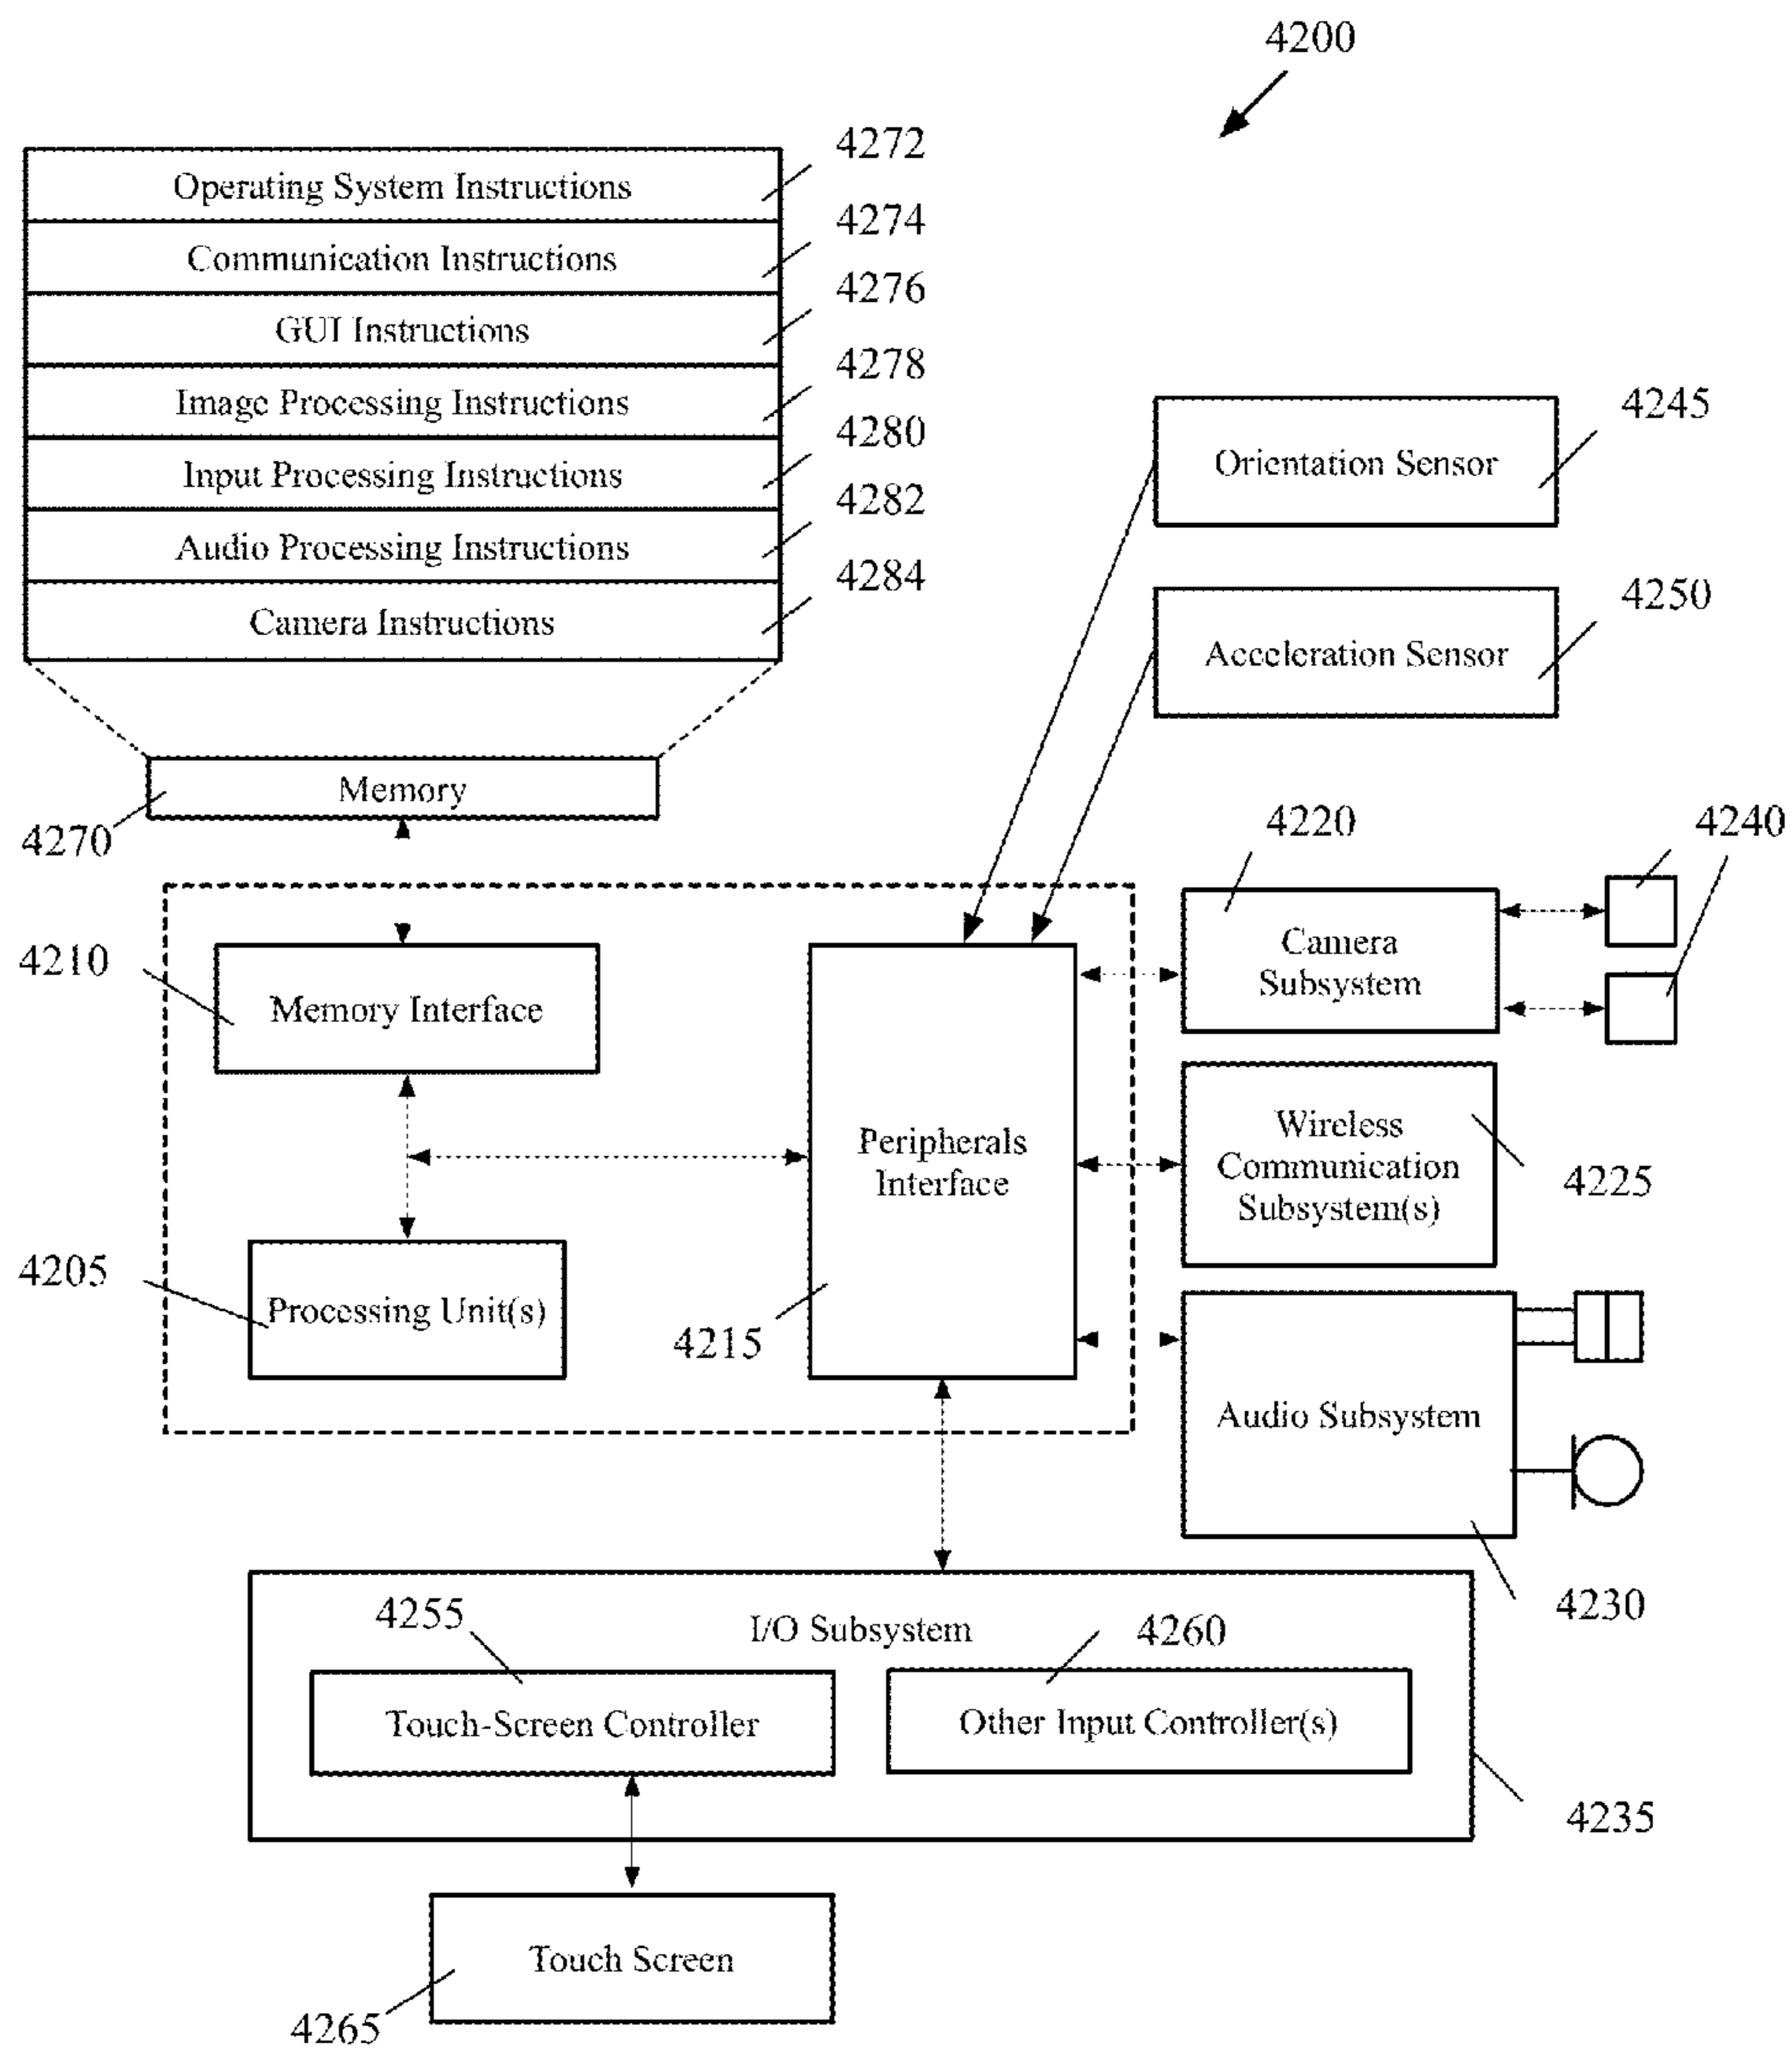 4200
Operating System Instructions
4272
Communication Instructions
4274
GUI Instructions
4276
Image Processing Instructions
4278
Input Processing Instructions
4280
Audio Processing Instructions
4282
Camera Instructions
4284
Orientation Sensor
4245
Acceleration Sensor
4250
Memory
4270
4220
4240
Camera
Subsystem
4210
Memory Interface
Peripherals
Interface
4215
Wireless
Communication
Subsystem(s)
4225
4205
Processing Unit(s)
Audio Subsystem
4230
I/O Subsystem
4255
4260
Touch-Screen Controller
Other Input Controller(s)
4235
Touch Screen
4265